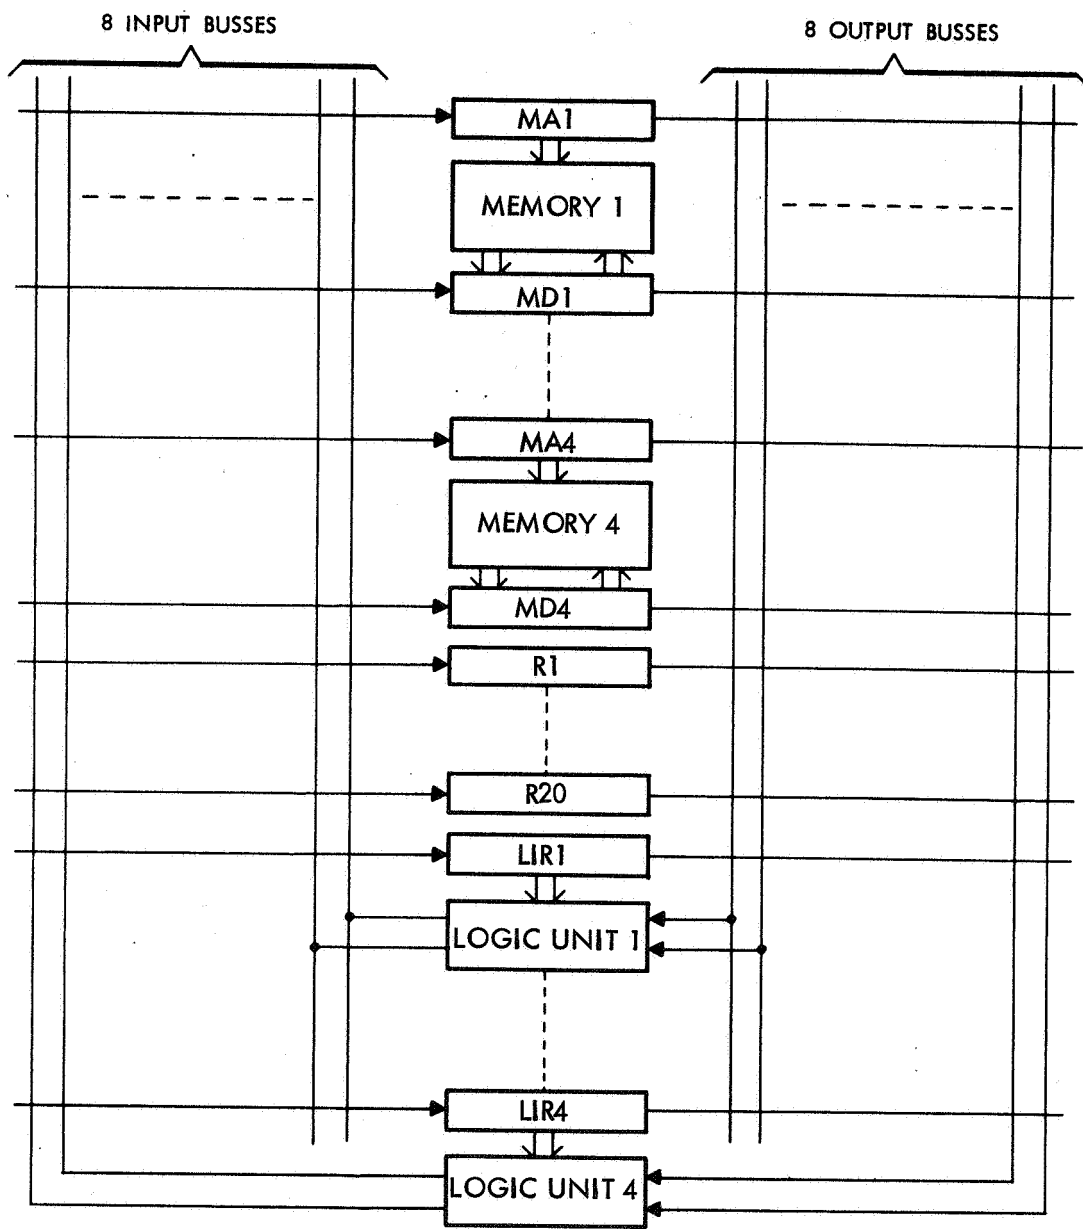 8 INPUT BUSSES
8 OUTPUT BUSSES
MA1
MEMORY 1
MD1
MA4
MEMORY 4
MD4
R1
R20
LIR1
LOGIC UNIT 1
LIR4
LOGIC UNIT 4